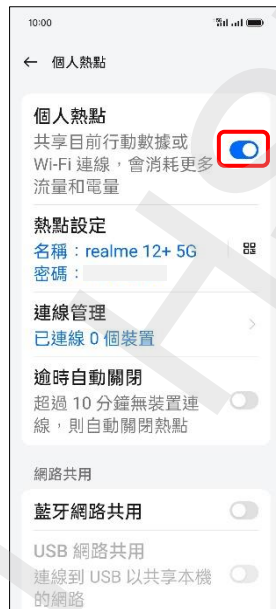 10:00
個人熱點
個人熱點
共享目前行動數據或
Wi-Fi 連線，會消耗更多
流量和電量
熱點設定
名稱：realme 12+ 5G
密碼：
連線管理
已連線 0 個裝置
逾時自動關閉
超過 10 分鐘無裝置連
線，則自動關閉熱點
網路共用
藍牙網路共用
USB 網路共用
連線到 USB 以共享本機
的網路